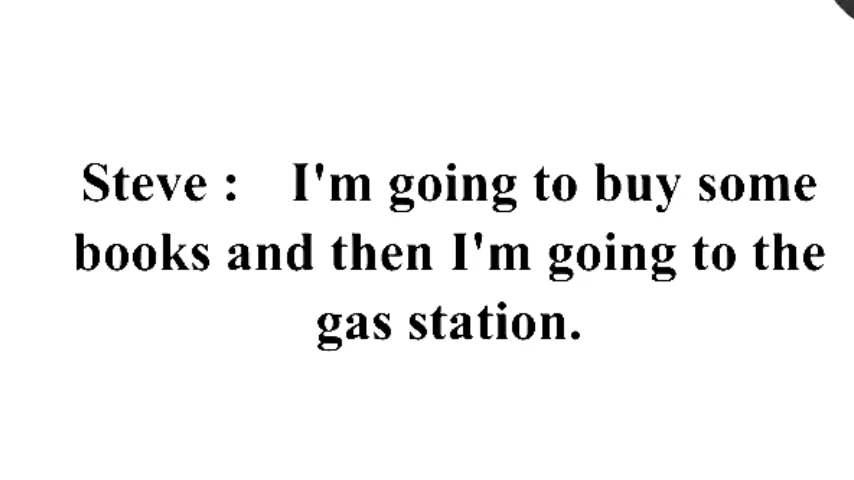 Steve :    I'm going to buy some
books and then I'm going to the
gas station.